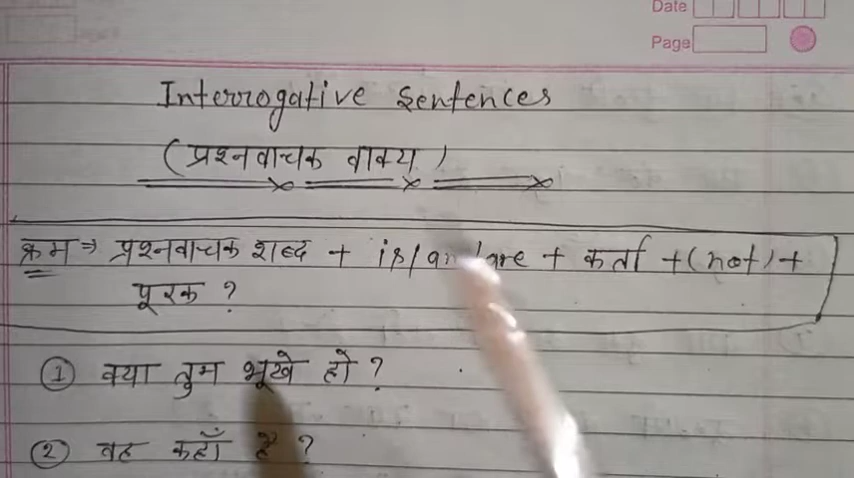 Date
Page
Interrogative Sentences
(प्रश्नवाचक वाक्य)
क्रम ⇒ प्रश्नवाचक शब्द + is/am/are + कर्ता + (not) +
पूरक ?
① क्या तुम भूखे हो ?
② वह कहाँ है ?